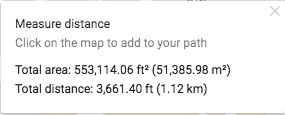 Measure distance
Click on the map to add to your path
Total area: 553,114.06 ft² (51,385.98 m²)
Total distance: 3,661.40 ft (1.12 km)